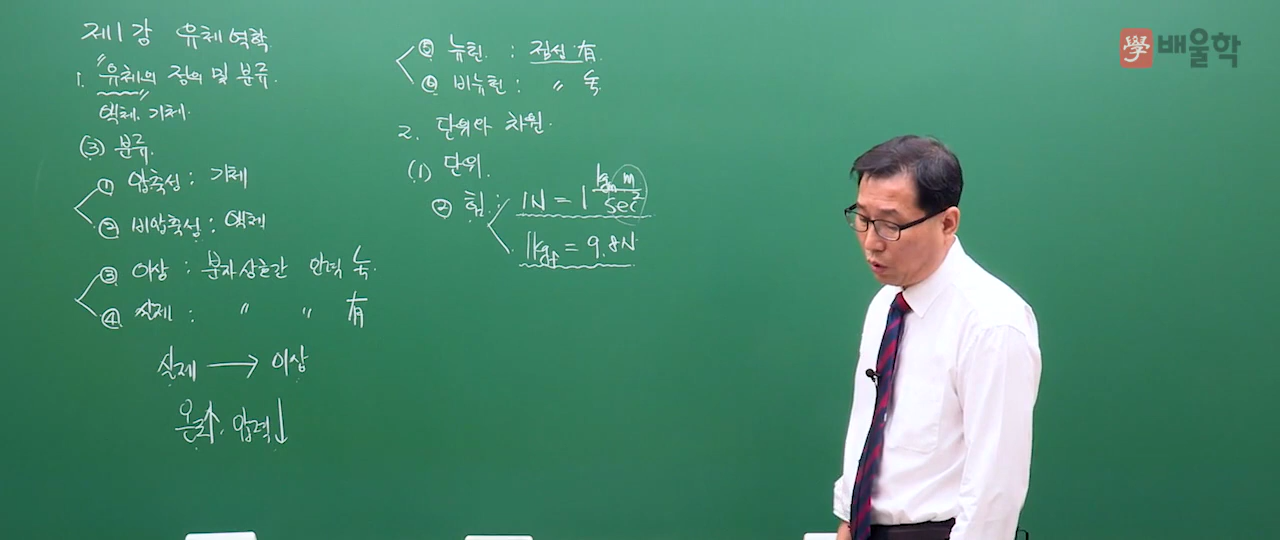 제1강 유체역학
1. "유체"의 정의 및 분류
액체. 기체.
(3) 분류.
① 압축성 : 기체
② 비압축성 : 액체
③ 이상 : 분자상호간 인력
④ 실제 : 〃 〃 有
실제 → 이상
온도↑, 압력↓
⑤ 뉴턴. : 점성 有.
⑥ 비뉴턴 : 〃
2. 단위와 차원.
(1) 단위.
② 힘 : 1N = 1 kgₘ m / sec²
1kgf = 9.8N
學 배울학